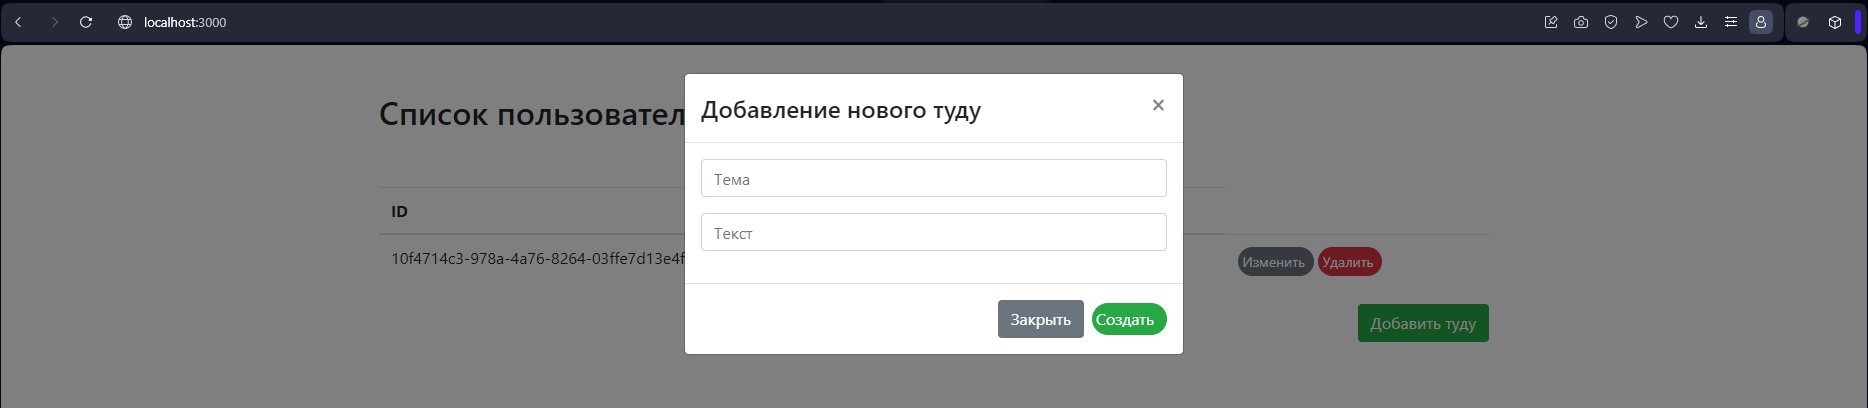 localhost:3000
Список пользовател
Добавление нового туду
×
Тема
ID
Текст
10f4714c3-978a-4a76-8264-03ffe7d13e4f
Изменить Удалить
Закрыть Создать
Добавить туду